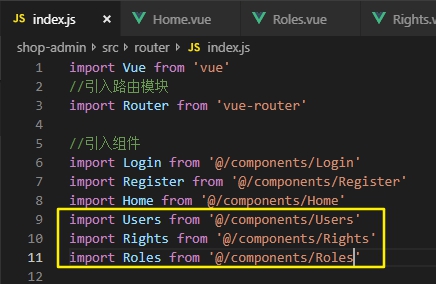 JS index.js × Home.vue Roles.vue Rights.vue
shop-admin > src > router > JS index.js
1 import Vue from 'vue'
2 //引入路由模块
3 import Router from 'vue-router'
4
5 //引入组件
6 import Login from '@/components/Login'
7 import Register from '@/components/Register'
8 import Home from '@/components/Home'
9 import Users from '@/components/Users'
10 import Rights from '@/components/Rights'
11 import Roles from '@/components/Roles'
12